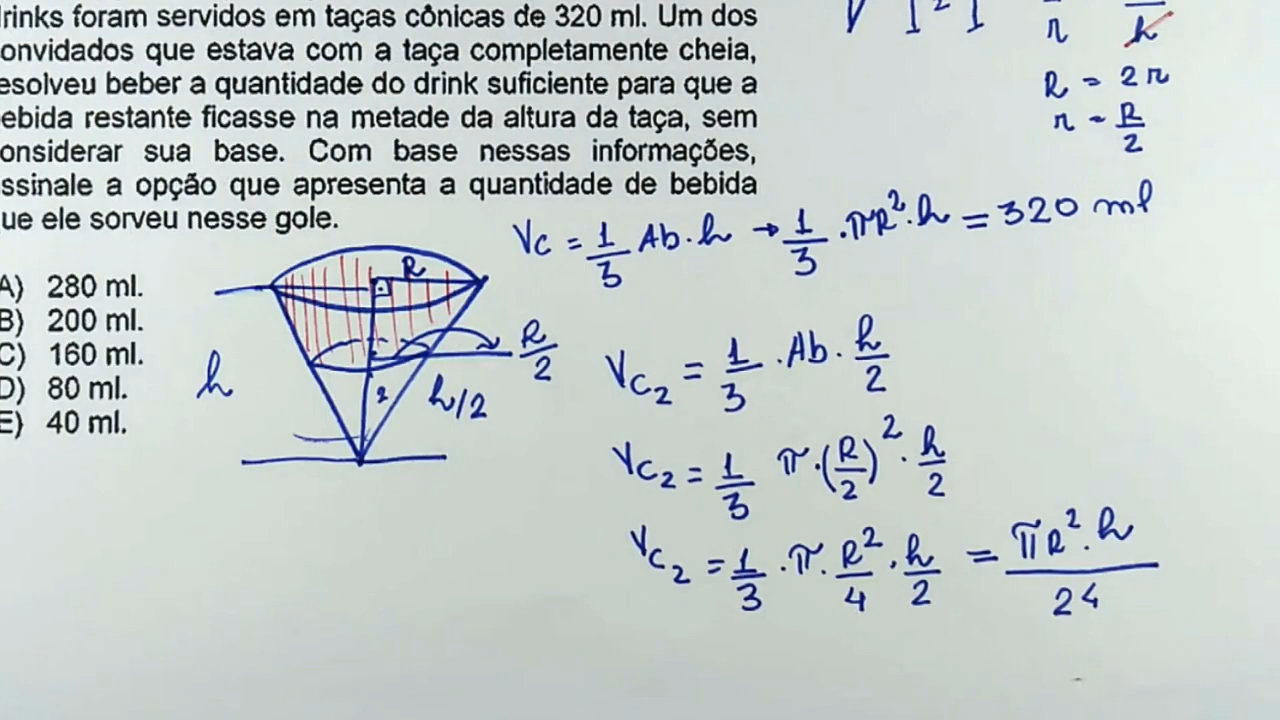 rinks foram servidos em taças cônicas de 320 ml. Um dos
onvidados que estava com a taça completamente cheia,
esolveu beber a quantidade do drink suficiente para que a
ebida restante ficasse na metade da altura da taça, sem
onsiderar sua base. Com base nessas informações,
ssinale a opção que apresenta a quantidade de bebida
ue ele sorveu nesse gole.
A) 280 ml.
B) 200 ml.
C) 160 ml.
D) 80 ml.
E) 40 ml.
r h
R = 2r
r = R/2
Vc = 1/3 Ab.h → 1/3 .πR².h = 320 ml
R
R/2
h
h/2
Vc₂ = 1/3 . Ab . h/2
Vc₂ = 1/3 π.(R/2)² . h/2
Vc₂ = 1/3 .π. R²/4 . h/2 = πR².h/24